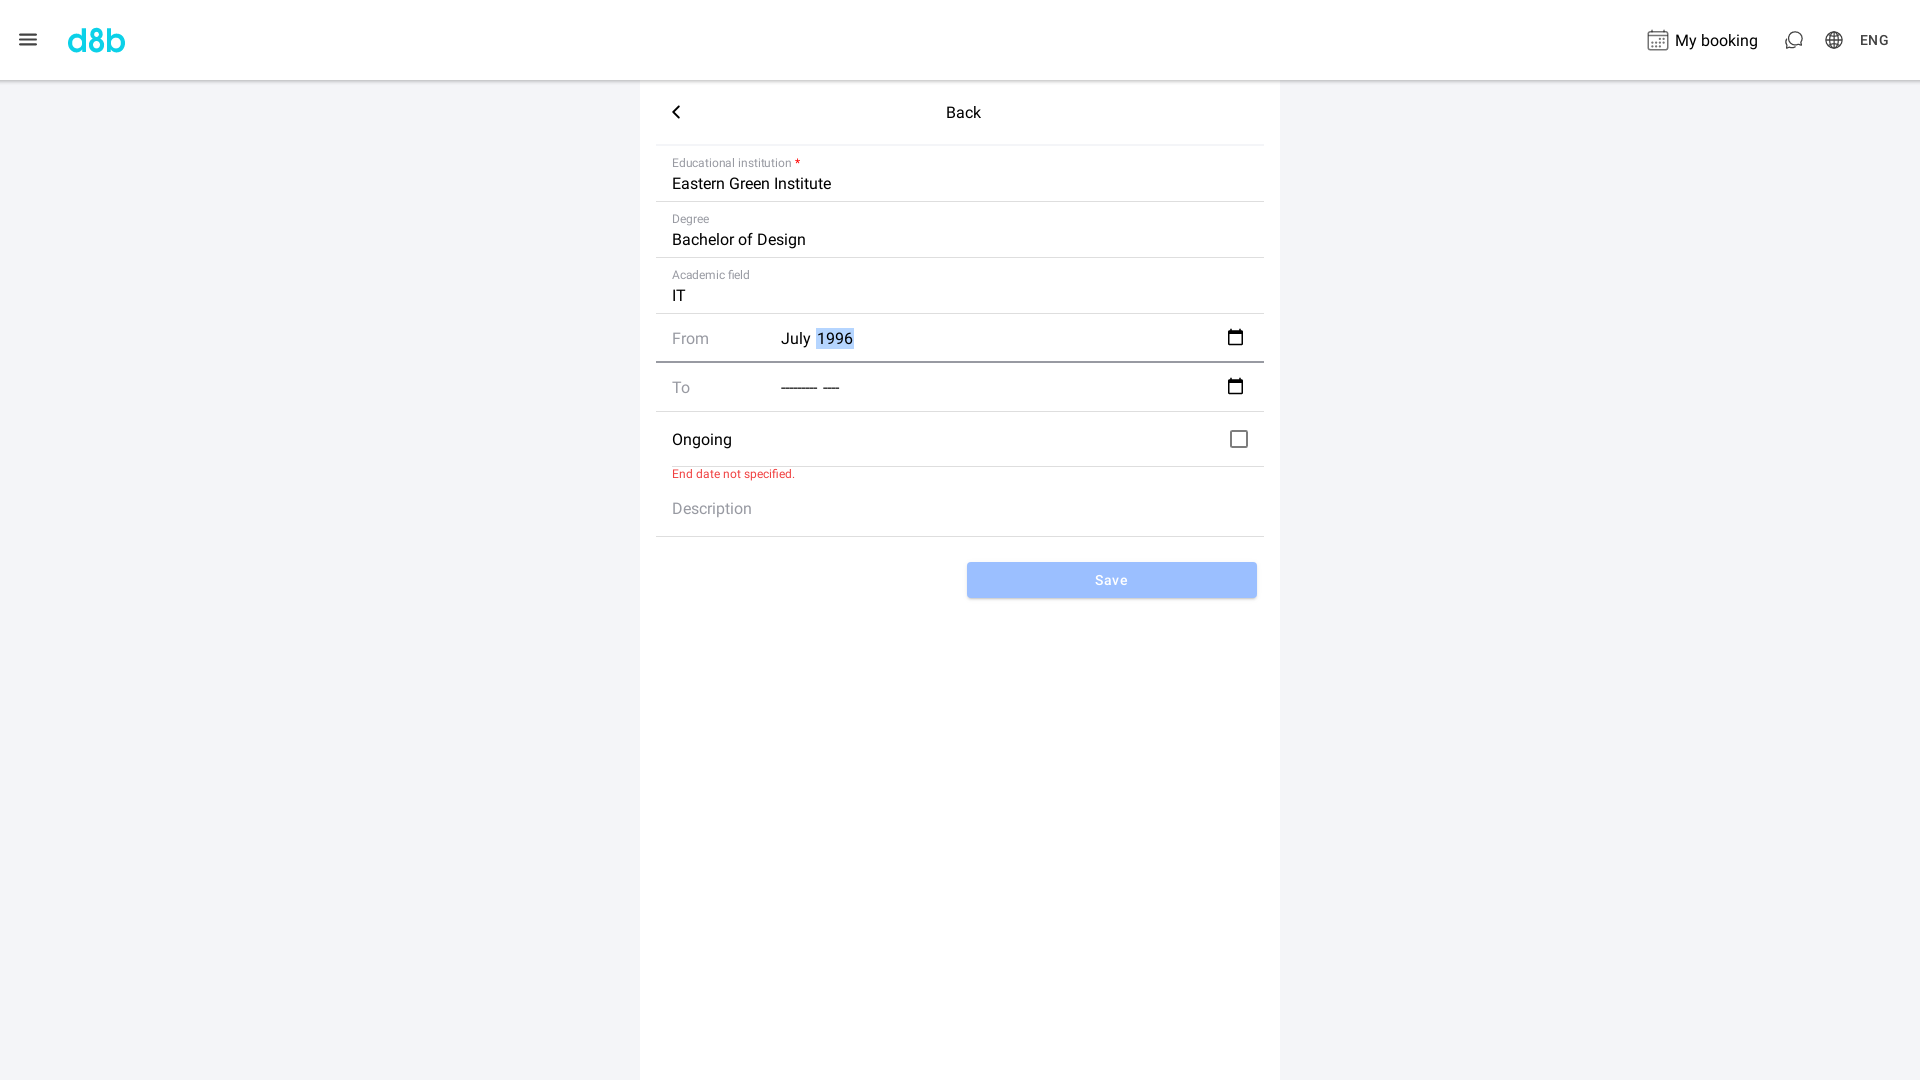 d8b
My booking
ENG
Back
Educational institution *
Eastern Green Institute
Degree
Bachelor of Design
Academic field
IT
From July 1996
To --------- ----
Ongoing
End date not specified.
Description
Save